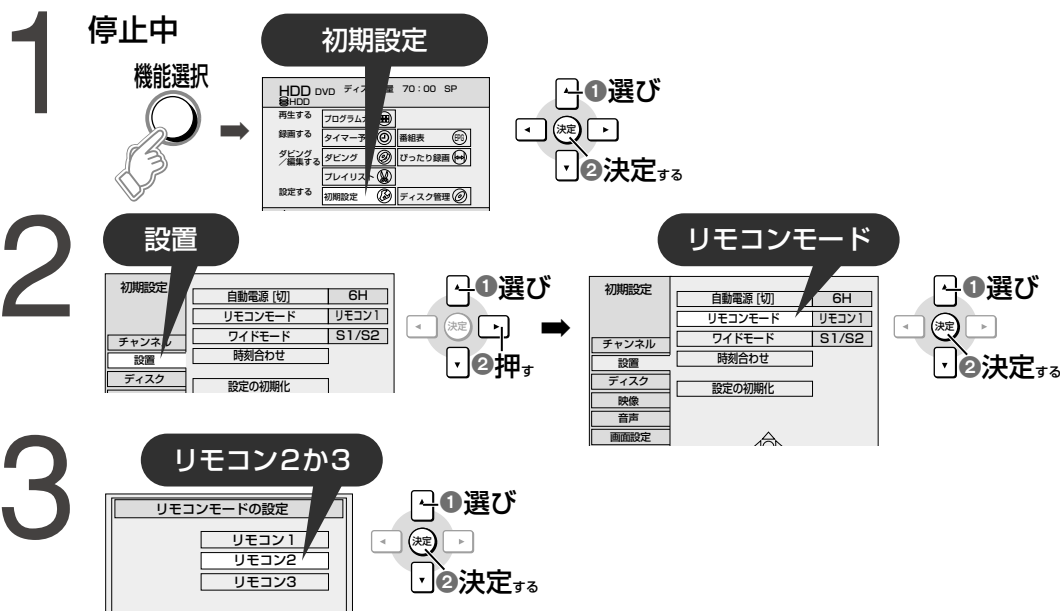 1
停止中
機能選択
初期設定
HDD DVD ディス 量 70:00 SP
HDD
再生する プログラムナ
録画する タイマー予 番組表 EPG
ダビング/編集する ダビング ぴったり録画
プレイリスト
設定する 初期設定 ディスク管理
❶選び
決定
❷決定する
2
設置
初期設定
自動電源 [切] 6H
リモコンモード リモコン1
ワイドモード S1/S2
チャンネル
時刻合わせ
設置
ディスク
設定の初期化
❶選び
決定
❷押す
リモコンモード
初期設定
自動電源 [切] 6H
リモコンモード リモコン1
ワイドモード S1/S2
チャンネル
時刻合わせ
設置
ディスク
設定の初期化
映像
音声
画面設定
❶選び
決定
❷決定する
3
リモコン2か3
リモコンモードの設定
リモコン1
リモコン2
リモコン3
❶選び
決定
❷決定する